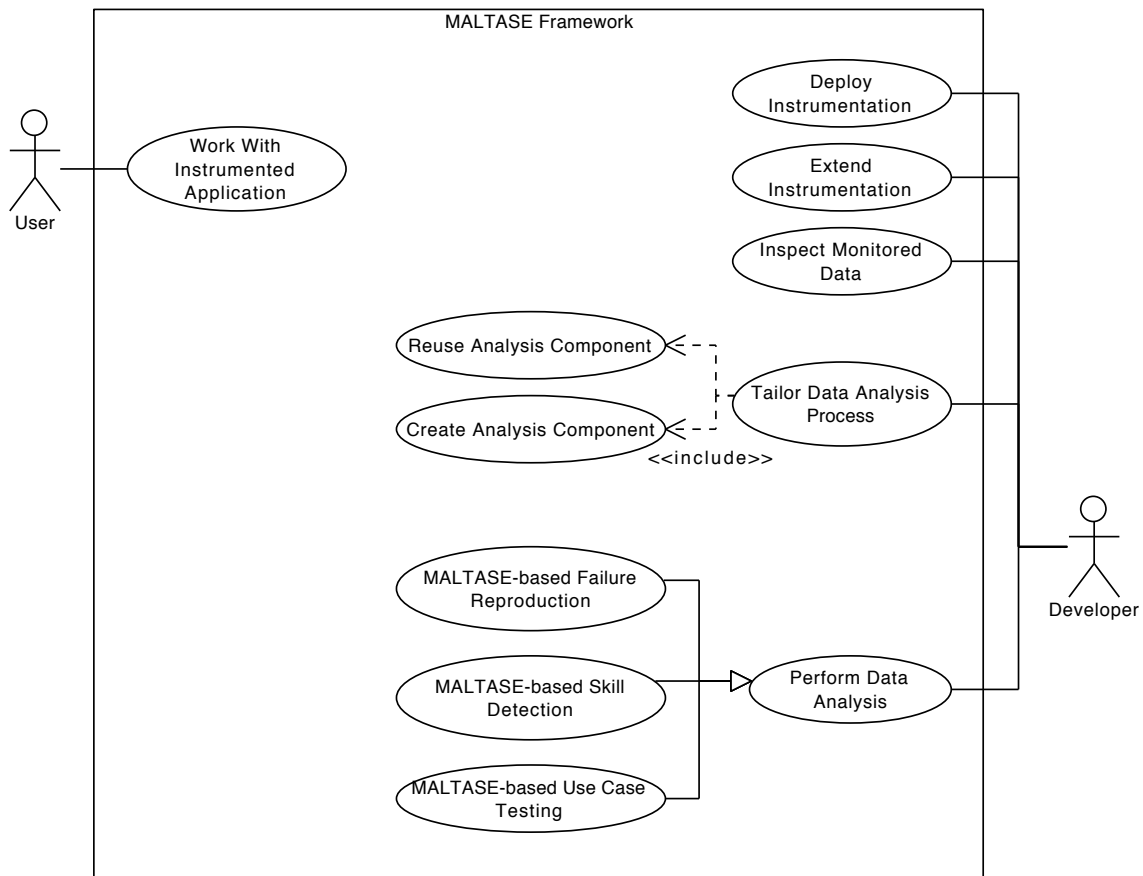 MALTASE Framework
Deploy
Instrumentation
Work With
Instrumented
Application
User
Extend
Instrumentation
Inspect Monitored
Data
Reuse Analysis Component
Tailor Data Analysis
Process
Create Analysis Component
<<include>>
MALTASE-based Failure
Reproduction
Developer
MALTASE-based Skill
Detection
Perform Data
Analysis
MALTASE-based Use Case
Testing